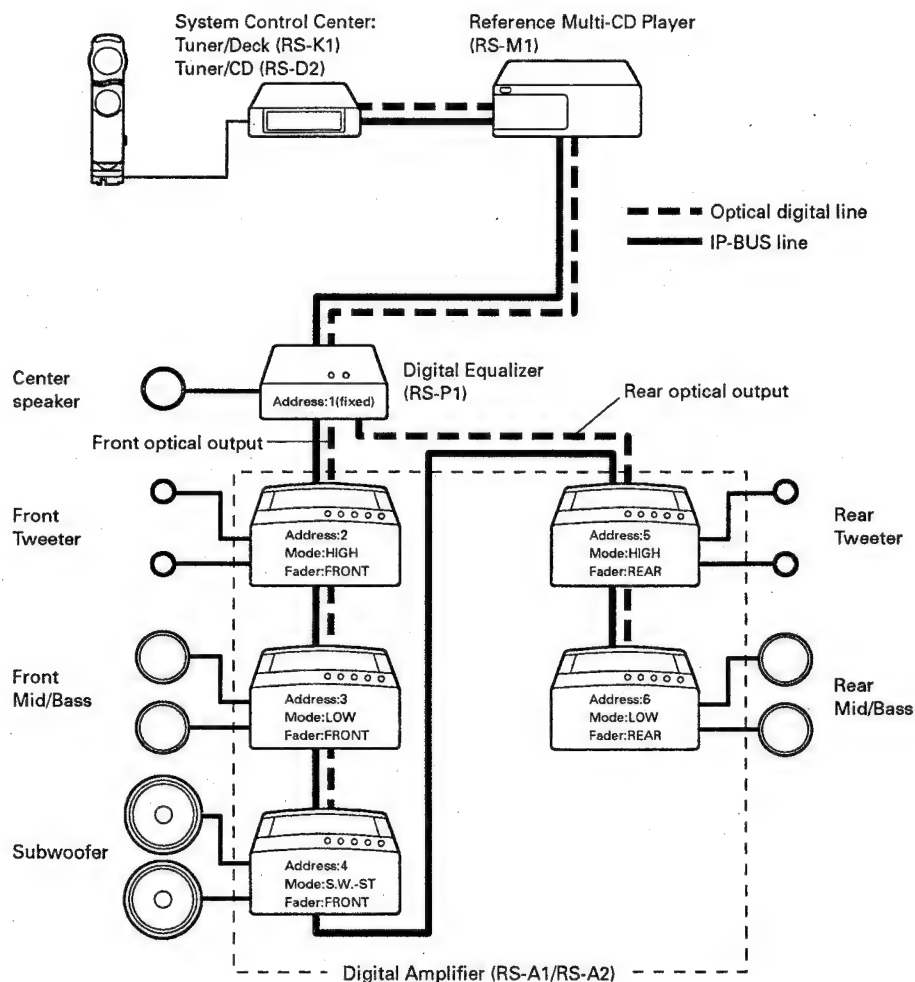 System Control Center:
Tuner/Deck (RS-K1)
Tuner/CD (RS-D2)
Reference Multi-CD Player
(RS-M1)
Optical digital line
IP-BUS line
Center
speaker
Address:1(fixed)
Digital Equalizer
(RS-P1)
Rear optical output
Front optical output
Front
Tweeter
Address:2
Mode:HIGH
Fader:FRONT
Address:5
Mode:HIGH
Fader:REAR
Rear
Tweeter
Front
Mid/Bass
Address:3
Mode:LOW
Fader:FRONT
Address:6
Mode:LOW
Fader:REAR
Rear
Mid/Bass
Subwoofer
Address:4
Mode:S.W.-ST
Fader:FRONT
Digital Amplifier (RS-A1/RS-A2)